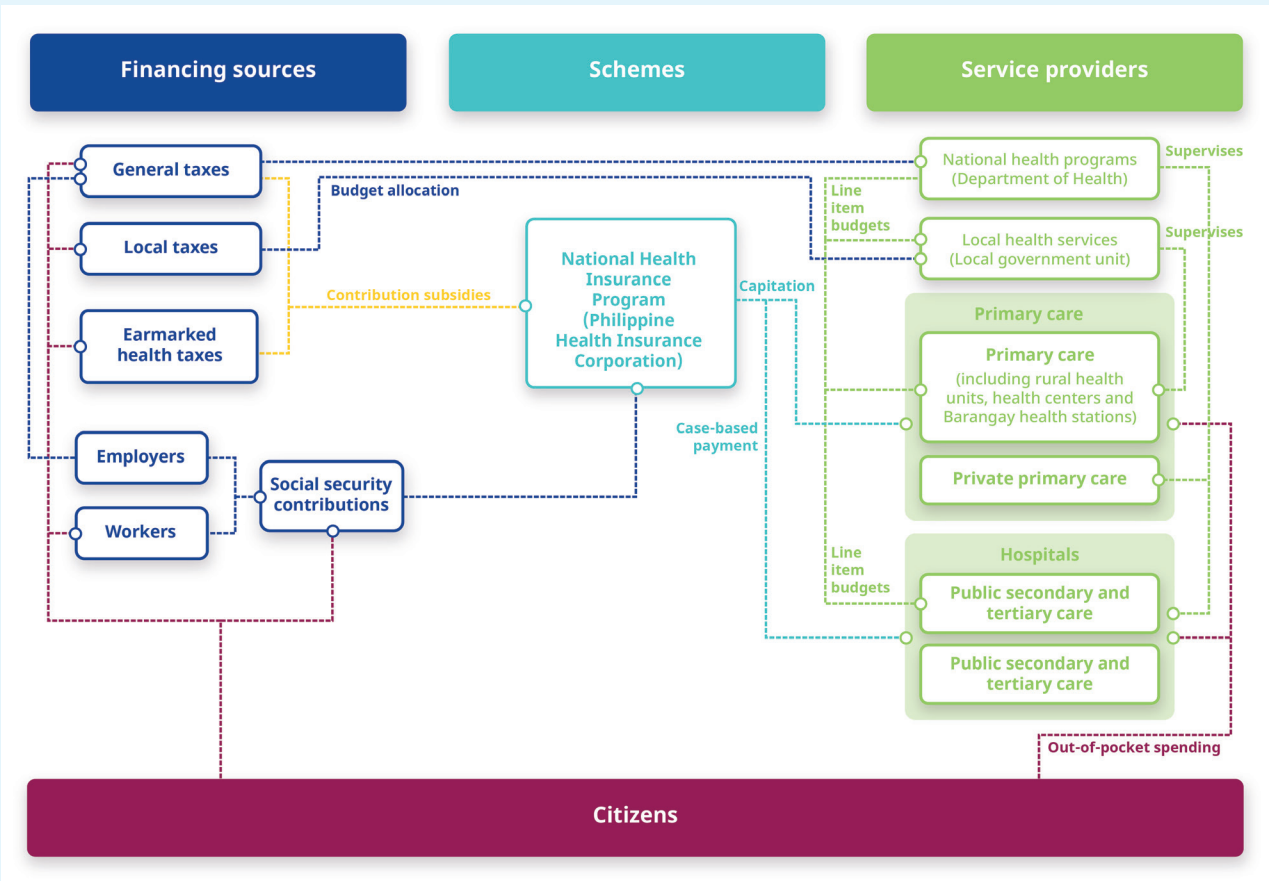 Financing sources
Schemes
Service providers
General taxes
Local taxes
Earmarked
health taxes
Employers
Workers
Social security
contributions
Budget allocation
Contribution subsidies
National Health
Insurance
Program
(Philippine
Health Insurance
Corporation)
Capitation
Case-based
payment
Line
item
budgets
Line
item
budgets
National health programs
(Department of Health)
Supervises
Local health services
(Local government unit)
Supervises
Primary care
Primary care
(including rural health
units, health centers and
Barangay health stations)
Private primary care
Hospitals
Public secondary and
tertiary care
Public secondary and
tertiary care
Out-of-pocket spending
Citizens